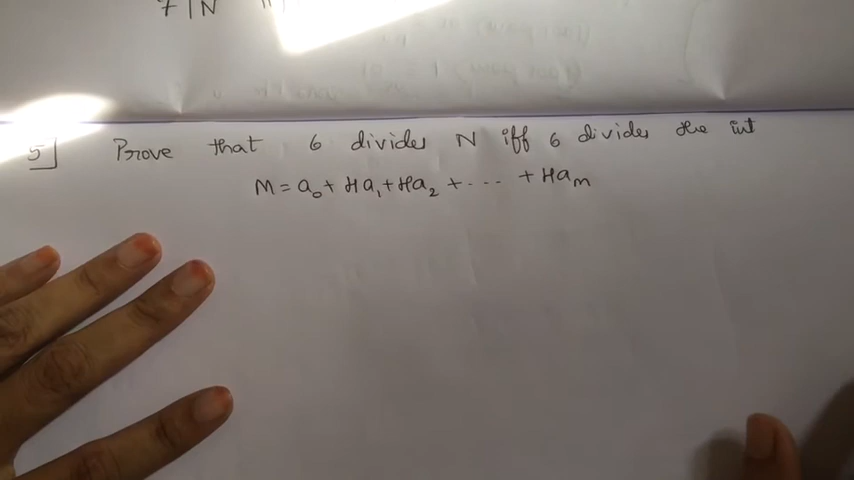 7 | N
5] Prove that 6 divides N iff 6 divides the int
M = a₀ + 4a₁ + 4a₂ + ... + 4aₘ